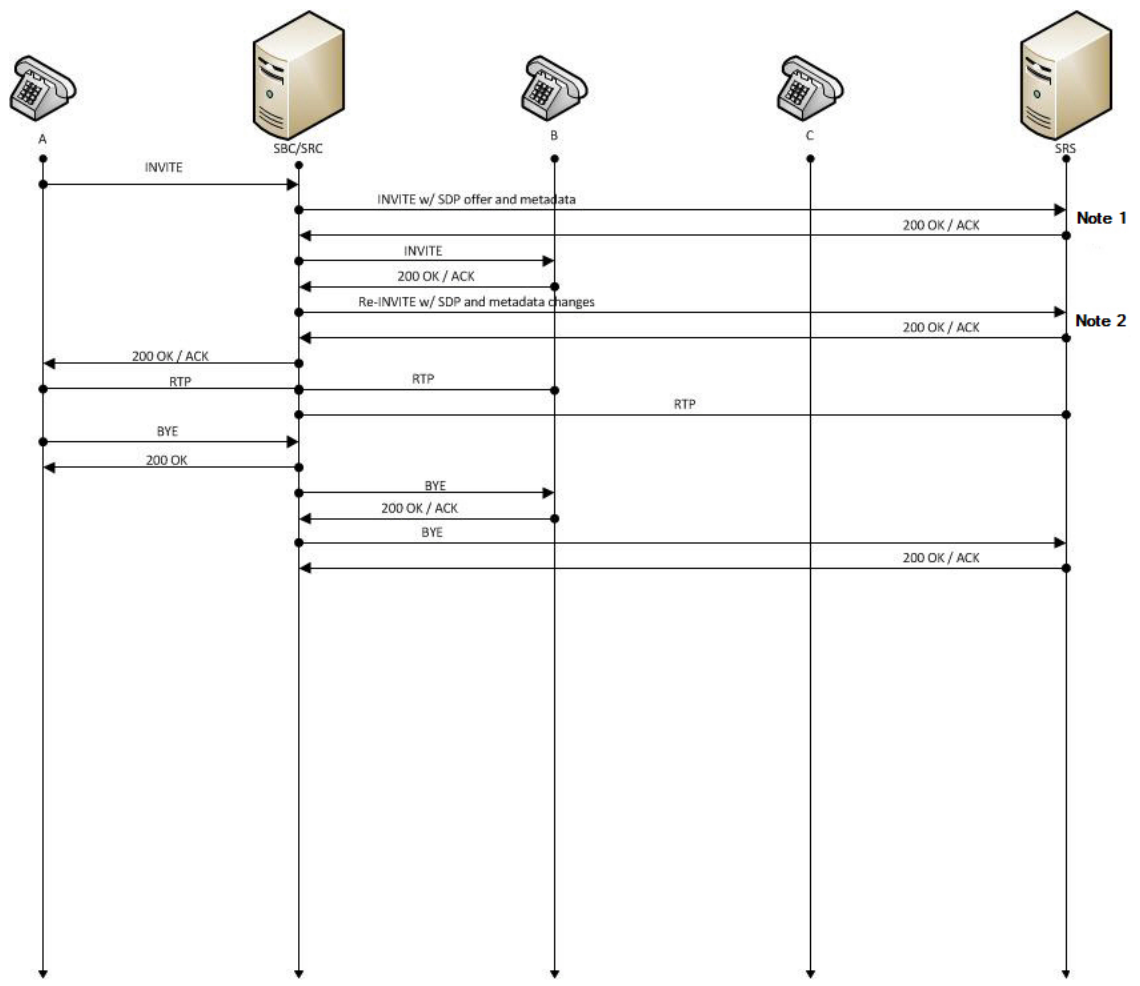 A
SBC/SRC
B
C
SRS
INVITE
INVITE w/ SDP offer and metadata
Note 1
200 OK / ACK
INVITE
200 OK / ACK
Re-INVITE w/ SDP and metadata changes
Note 2
200 OK / ACK
200 OK / ACK
RTP
RTP
RTP
BYE
200 OK
BYE
200 OK / ACK
BYE
200 OK / ACK